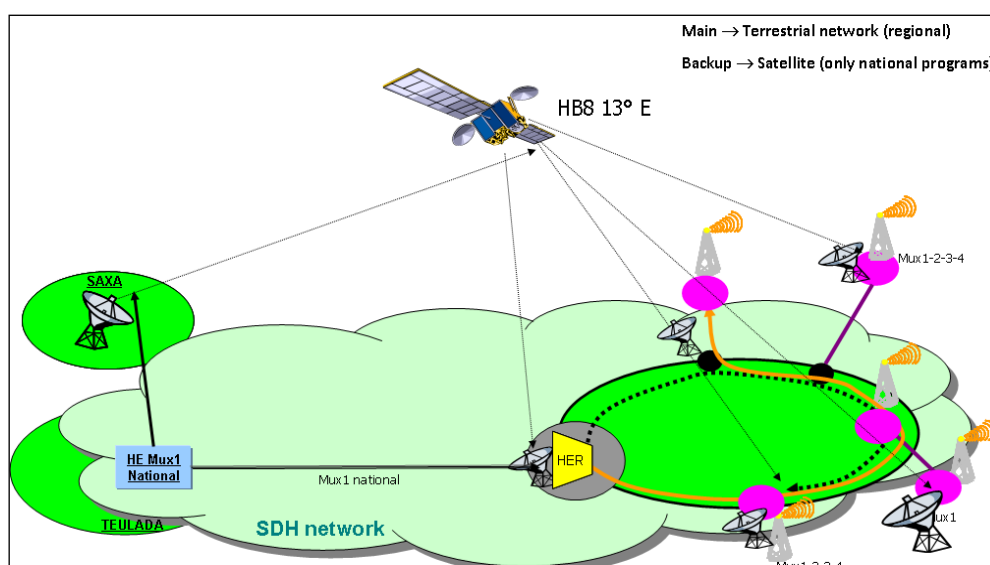 Main → Terrestrial network (regional)
Backup → Satellite (only national programs)
HB8 13° E
SAXA
Mux1-2-3-4
HE Mux1
National
HER
Mux1 national
TEULADA
SDH network
ux1